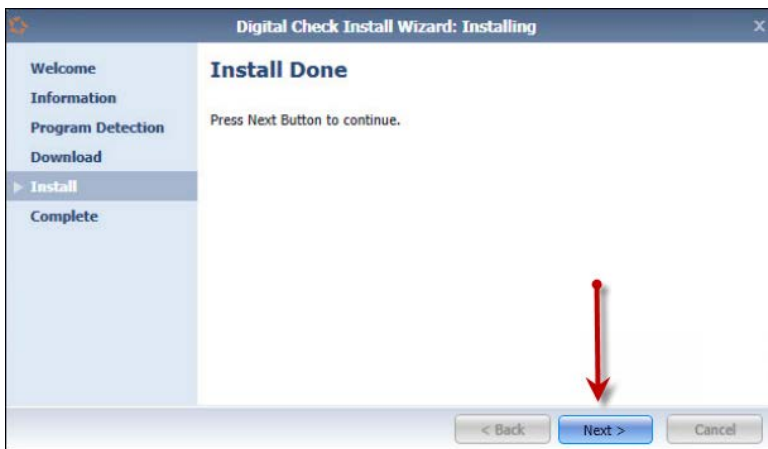 Digital Check Install Wizard: Installing
x
Welcome
Information
Program Detection
Download
Install
Complete
Install Done
Press Next Button to continue.
< Back
Next >
Cancel